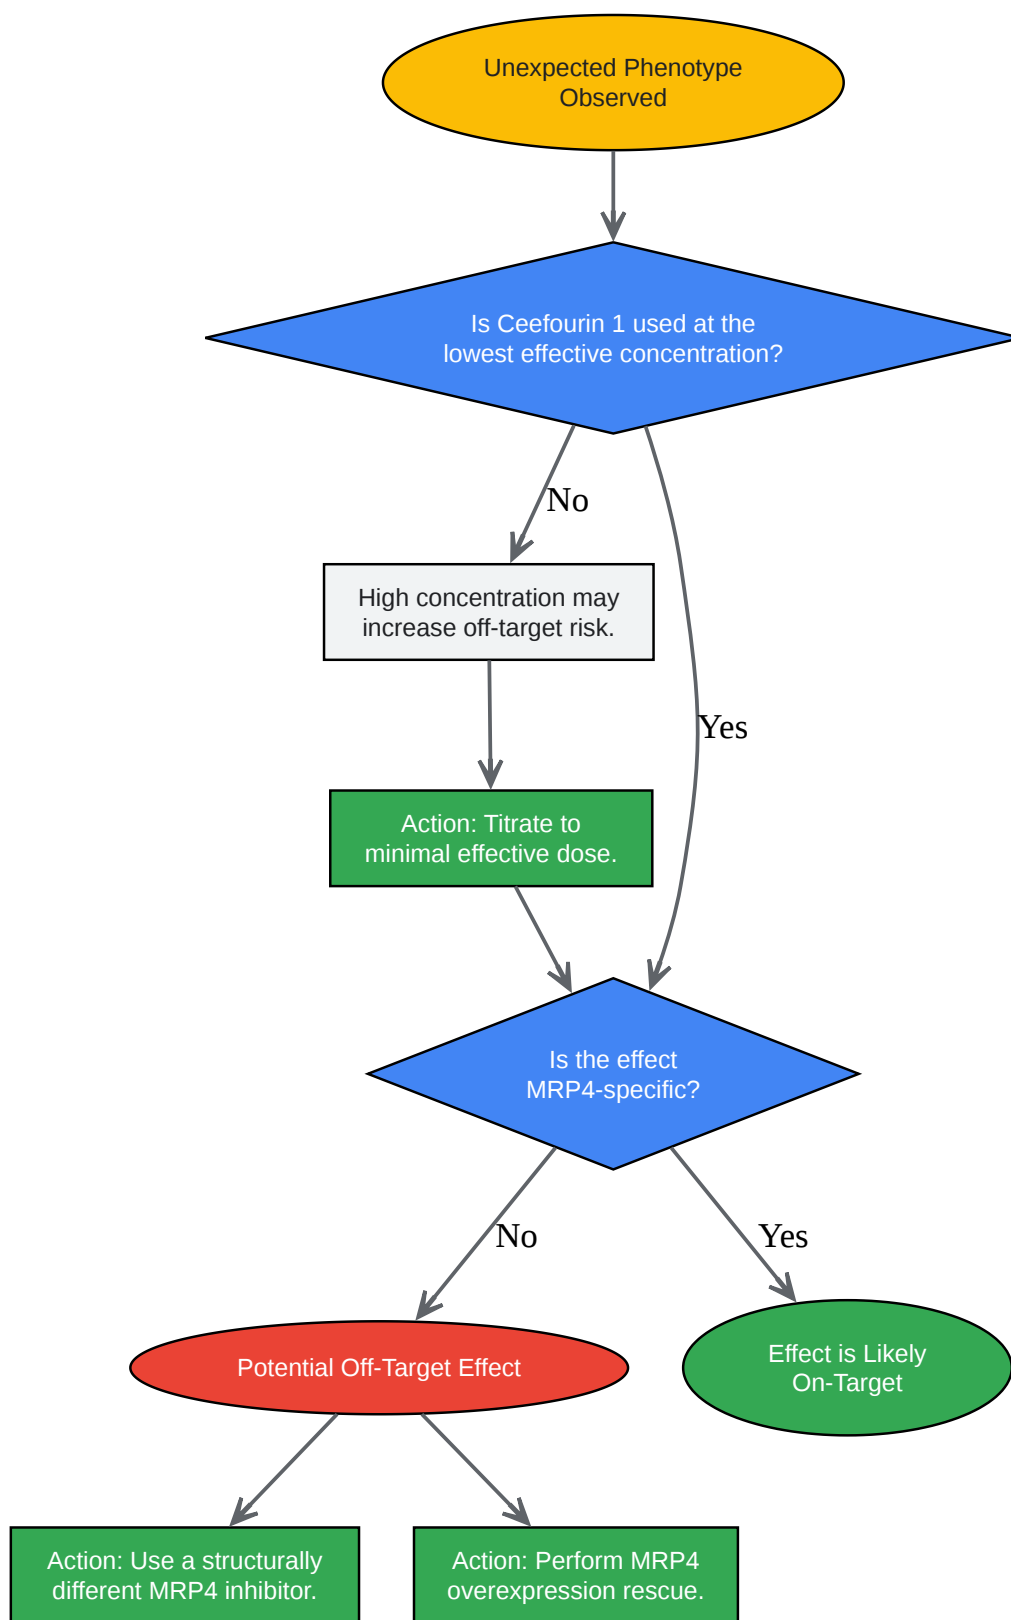 Unexpected Phenotype
Observed
Is Ceefourin 1 used at the
lowest effective concentration?
No
High concentration may
increase off-target risk.
Yes
Action: Titrate to
minimal effective dose.
Is the effect
MRP4-specific?
No
Yes
Potential Off-Target Effect
Effect is Likely
On-Target
Action: Use a structurally
different MRP4 inhibitor.
Action: Perform MRP4
overexpression rescue.